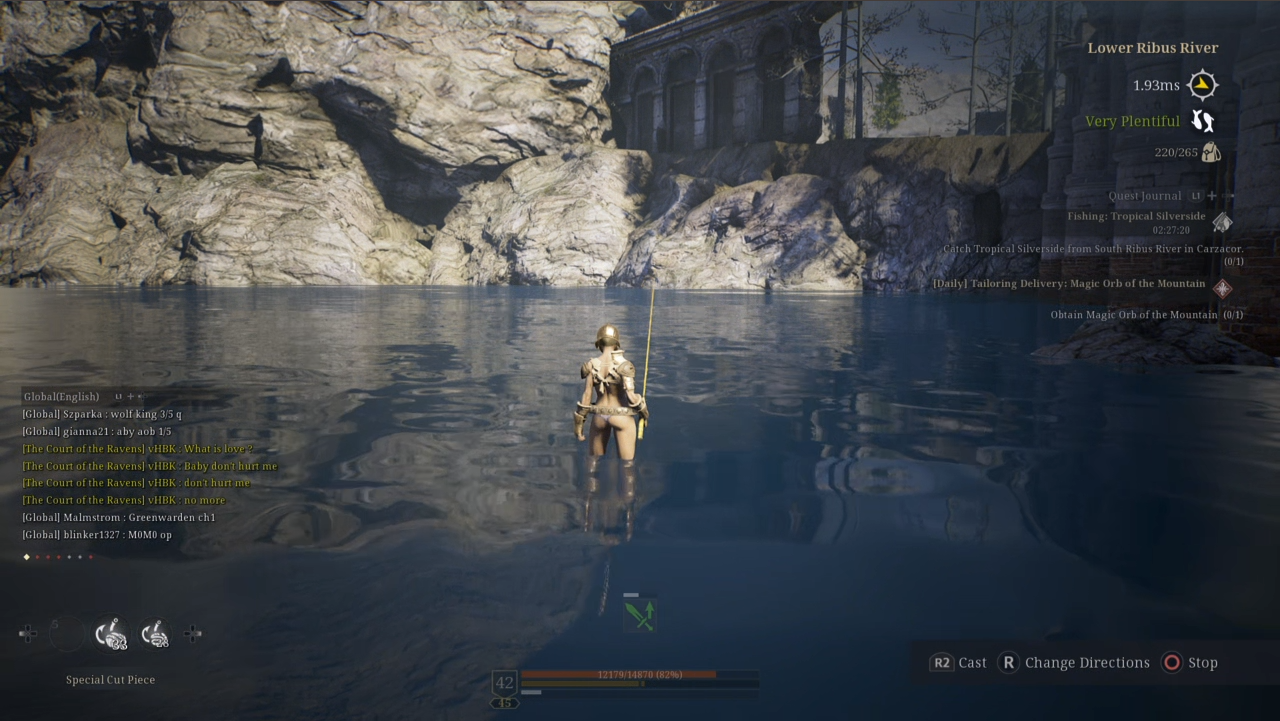 Lower Ribus River
1.93ms
Very Plentiful
220/265
Quest Journal L1 +
Fishing: Tropical Silverside
02:27:20
Catch Tropical Silverside from South Ribus River in Carzacor.
(0/1)
[Daily] Tailoring Delivery: Magic Orb of the Mountain
Obtain Magic Orb of the Mountain (0/1)
Global(English) L1 +
[Global] Szparka : wolf king 3/5 q
[Global] gianna21 : aby aob 1/5
[The Court of the Ravens] vHBK : What is love ?
[The Court of the Ravens] vHBK : Baby don't hurt me
[The Court of the Ravens] vHBK : don't hurt me
[The Court of the Ravens] vHBK : no more
[Global] Malmstrom : Greenwarden ch1
[Global] blinker1327 : M0M0 op
5
Special Cut Piece
12179/14870 (82%)
42
45
R2 Cast R Change Directions Stop